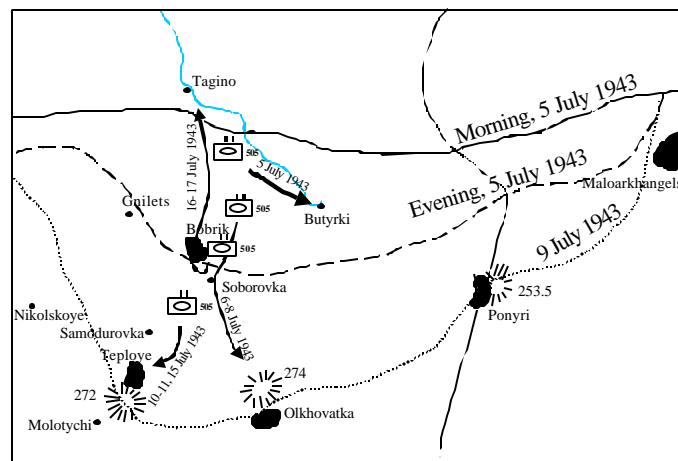 Tagino
Morning, 5 July 1943
505
5 July 1943
16-17 July 1943
Maloarkhangels
Evening, 5 July 1943
Gnilets
505
Butyrki
Bobrik
505
9 July 1943
Soborovka
253.5
Nikolskoye
505
Ponyri
Samodurovka
6-8 July 1943
Teploye
10-11, 15 July 1943
274
272
Olkhovatka
Molotychi